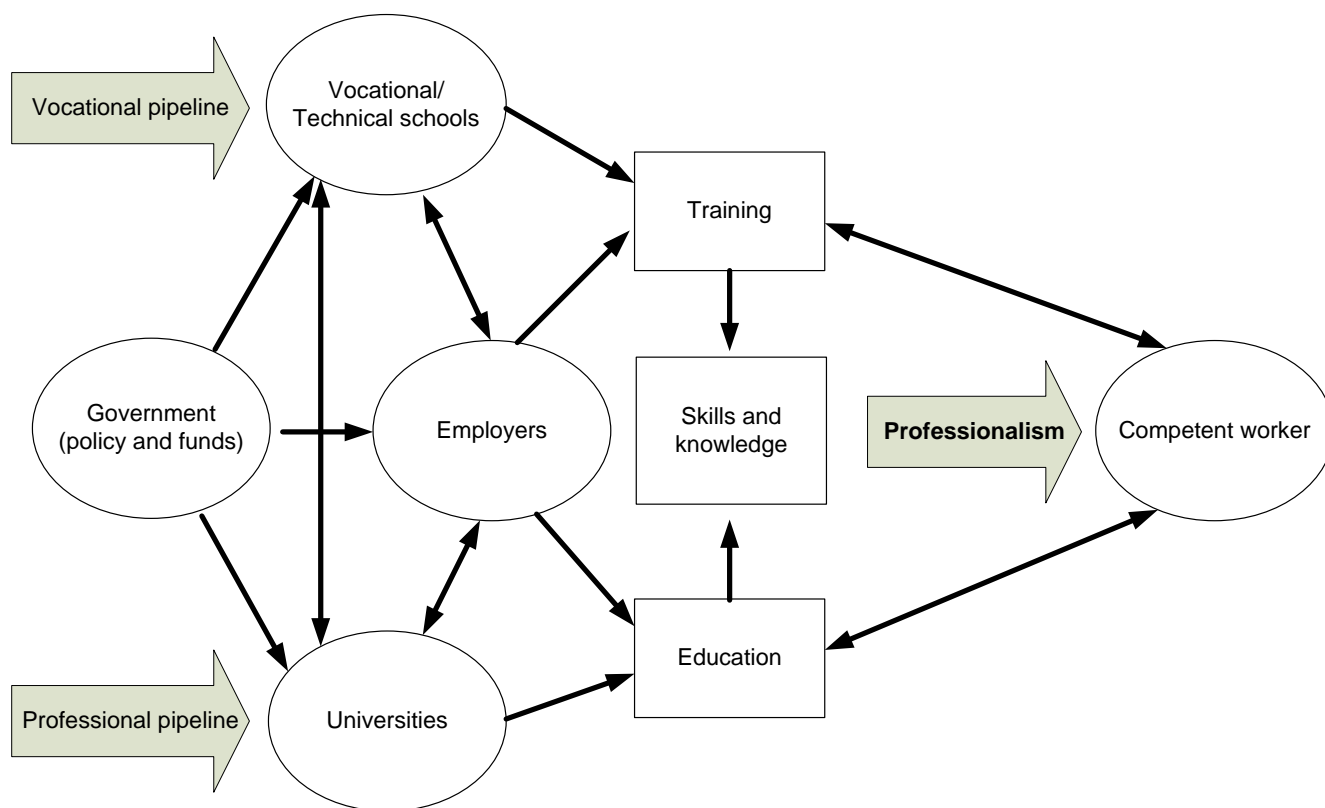 Vocational pipeline
Vocational/
Technical schools
Training
Government
(policy and funds)
Employers
Skills and
knowledge
Professionalism
Competent worker
Education
Professional pipeline
Universities